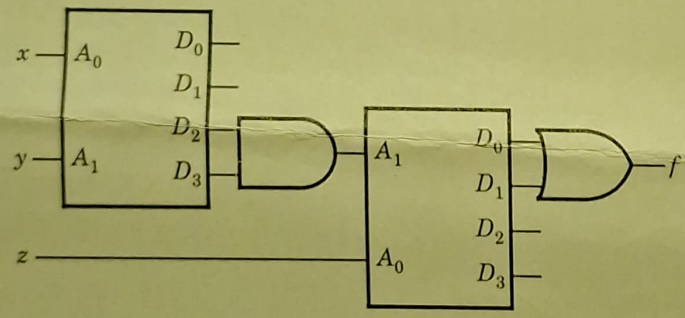 x A₀ D₀
D₁
D₂
y A₁ D₃
A₁ D₀
D₁ f
D₂
z A₀ D₃